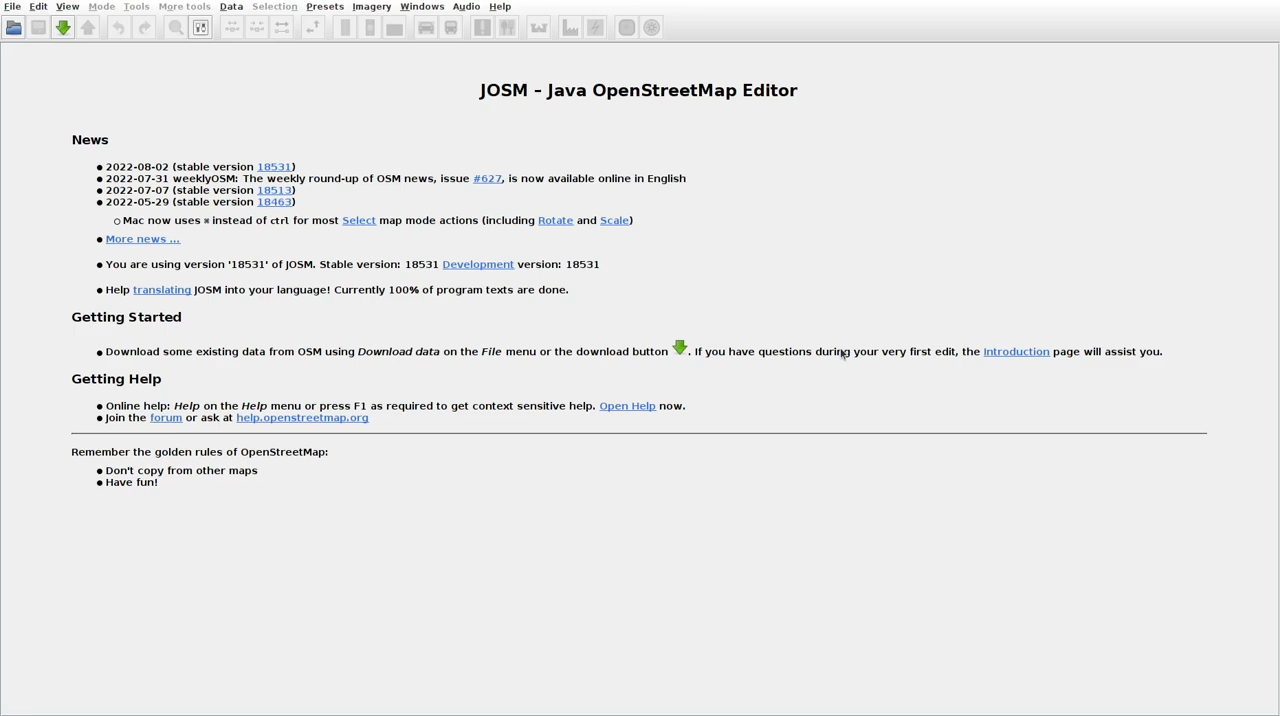 File Edit View Mode Tools More tools Data Selection Presets Imagery Windows Audio Help
JOSM – Java OpenStreetMap Editor
News
2022-08-02 (stable version 18531)
2022-07-31 weeklyOSM: The weekly round-up of OSM news, issue #627, is now available online in English
2022-07-07 (stable version 18513)
2022-05-29 (stable version 18463)
Mac now uses ⌘ instead of ctrl for most Select map mode actions (including Rotate and Scale)
More news ...
You are using version '18531' of JOSM. Stable version: 18531 Development version: 18531
Help translating JOSM into your language! Currently 100% of program texts are done.
Getting Started
Download some existing data from OSM using Download data on the File menu or the download button . If you have questions during your very first edit, the Introduction page will assist you.
Getting Help
Online help: Help on the Help menu or press F1 as required to get context sensitive help. Open Help now.
Join the forum or ask at help.openstreetmap.org
Remember the golden rules of OpenStreetMap:
Don't copy from other maps
Have fun!